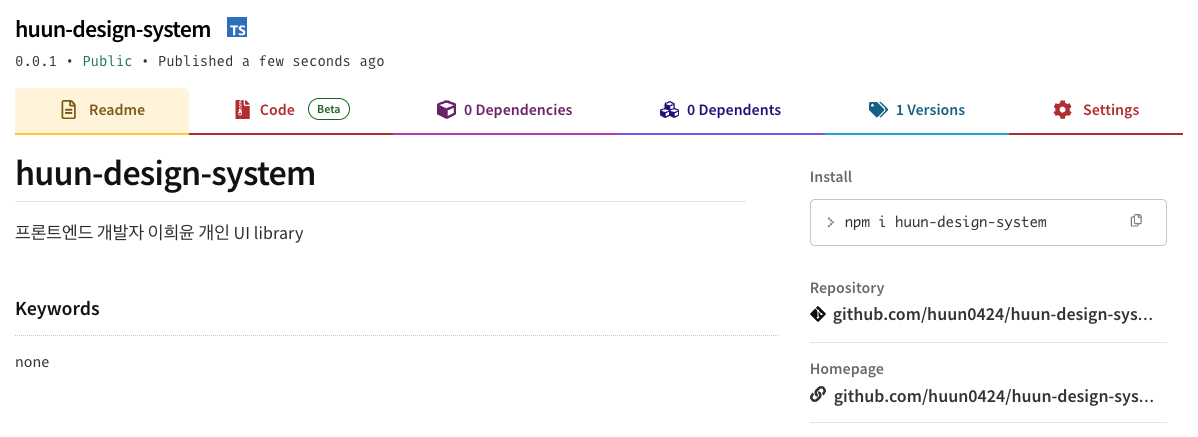 huun-design-system TS
0.0.1 • Public • Published a few seconds ago
Readme
Code Beta
0 Dependencies
0 Dependents
1 Versions
Settings
huun-design-system
프론트엔드 개발자 이희윤 개인 UI library
Keywords
none
Install
> npm i huun-design-system
Repository
github.com/huun0424/huun-design-sys...
Homepage
github.com/huun0424/huun-design-sys...